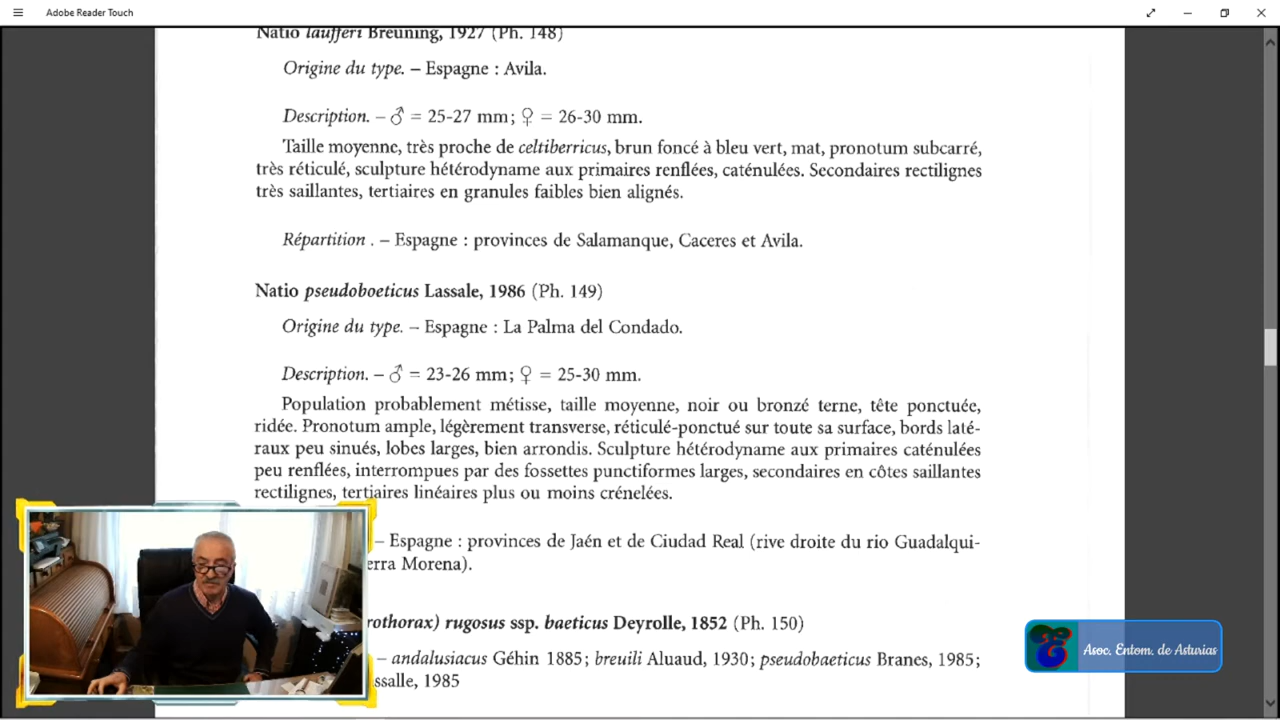 Adobe Reader Touch
Natio laufferi Breuning, 1927 (Ph. 148)
Origine du type. – Espagne : Avila.
Description. – ♂ = 25-27 mm ; ♀ = 26-30 mm.
Taille moyenne, très proche de celtiberricus, brun foncé à bleu vert, mat, pronotum subcarré,
très réticulé, sculpture hétérodyname aux primaires renflées, caténulées. Secondaires rectilignes
très saillantes, tertiaires en granules faibles bien alignés.
Répartition . – Espagne : provinces de Salamanque, Caceres et Avila.
Natio pseudoboeticus Lassale, 1986 (Ph. 149)
Origine du type. – Espagne : La Palma del Condado.
Description. – ♂ = 23-26 mm ; ♀ = 25-30 mm.
Population probablement métisse, taille moyenne, noir ou bronzé terne, tête ponctuée,
ridée. Pronotum ample, légèrement transverse, réticulé-ponctué sur toute sa surface, bords laté-
raux peu sinués, lobes larges, bien arrondis. Sculpture hétérodyname aux primaires caténulées
peu renflées, interrompues par des fossettes punctiformes larges, secondaires en côtes saillantes
rectilignes, tertiaires linéaires plus ou moins crénelées.
– Espagne : provinces de Jaén et de Ciudad Real (rive droite du rio Guadalqui-
erra Morena).
rothorax) rugosus ssp. baeticus Deyrolle, 1852 (Ph. 150)
– andalusiacus Géhin 1885 ; breuili Aluaud, 1930 ; pseudobaeticus Branes, 1985 ;
ssalle, 1985
Asoc. Entom. de Asturias